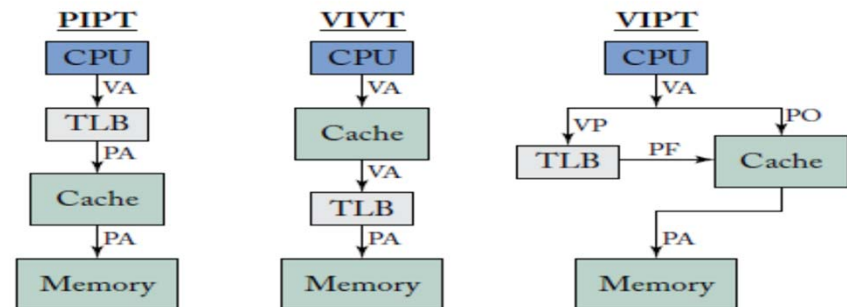 PIPT
CPU
VA
TLB
PA
Cache
PA
Memory
VIVT
CPU
VA
Cache
VA
TLB
PA
Memory
VIPT
CPU
VA
VP
PO
TLB
PF
Cache
PA
Memory